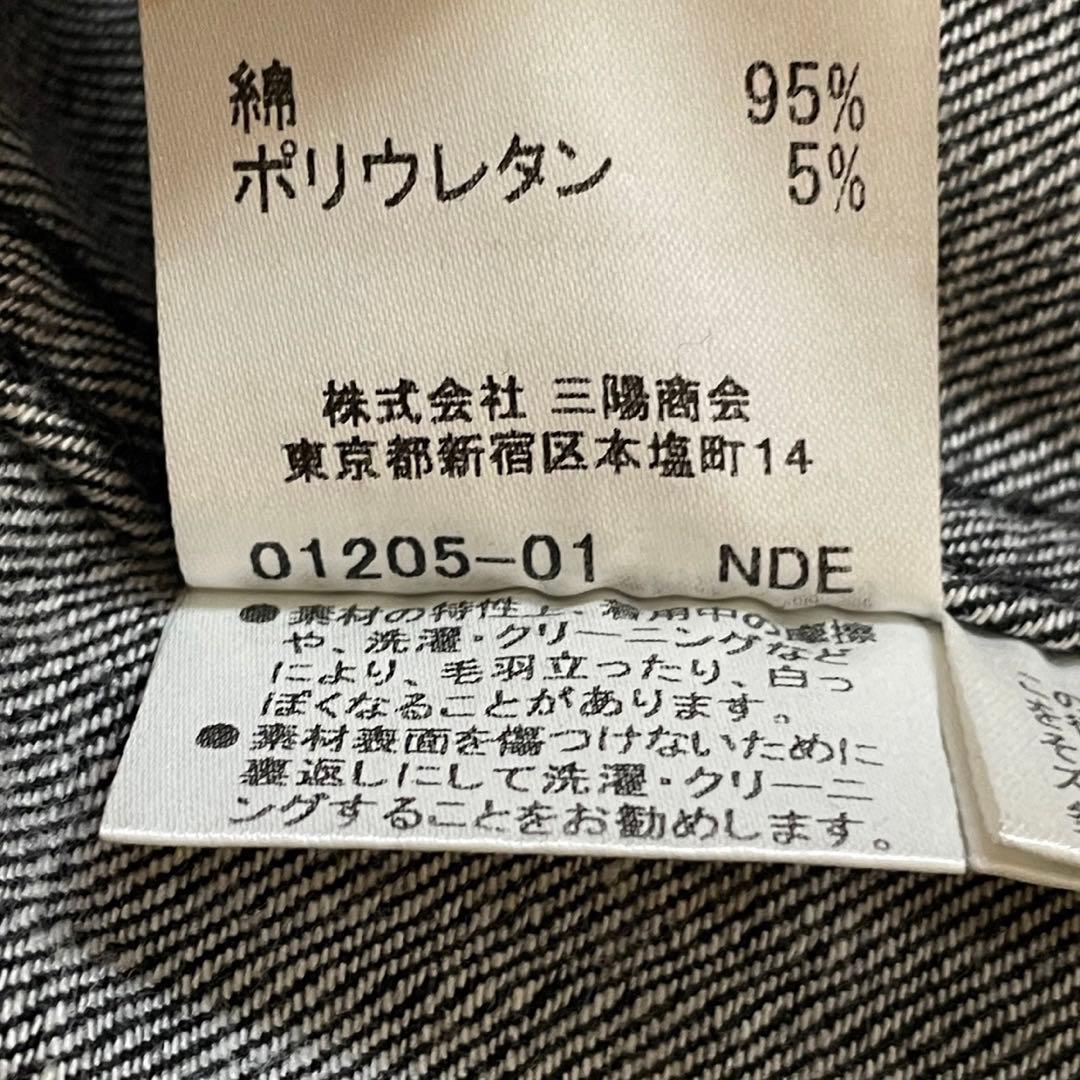 綿 95%
ポリウレタン 5%
株式会社 三陽商会
東京都新宿区本塩町14
01205-01 NDE
●素材の特性上、着用中の摩擦
や、洗濯・クリーニングなど
により、毛羽立ったり、白っ
ぽくなることがあります。
●素材表面を傷つけないために
裏返しにして洗濯・クリーニ
ングすることをお勧めします。